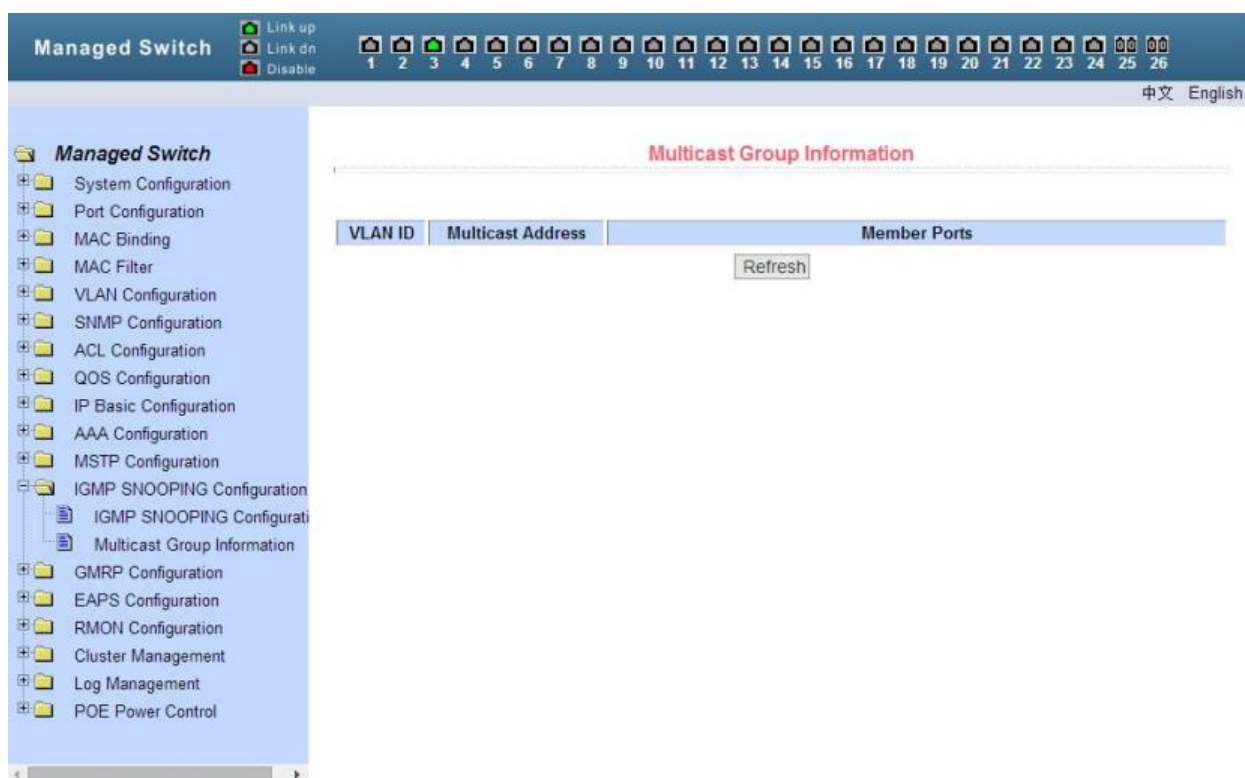 Managed Switch
Link up
Link dn
Disable
1 2 3 4 5 6 7 8 9 10 11 12 13 14 15 16 17 18 19 20 21 22 23 24 25 26
中文 English
Managed Switch
System Configuration
Port Configuration
MAC Binding
MAC Filter
VLAN Configuration
SNMP Configuration
ACL Configuration
QOS Configuration
IP Basic Configuration
AAA Configuration
MSTP Configuration
IGMP SNOOPING Configuration
IGMP SNOOPING Configurati
Multicast Group Information
GMRP Configuration
EAPS Configuration
RMON Configuration
Cluster Management
Log Management
POE Power Control
Multicast Group Information
VLAN ID Multicast Address Member Ports
Refresh